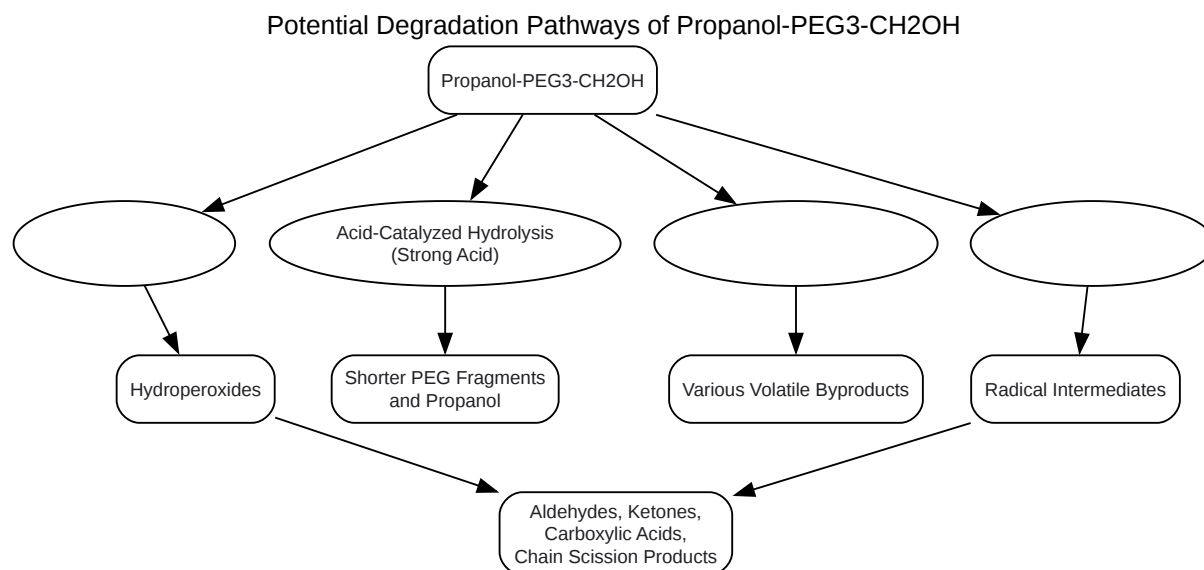 Potential Degradation Pathways of Propanol-PEG3-CH2OH
Propanol-PEG3-CH2OH
Acid-Catalyzed Hydrolysis
(Strong Acid)
Hydroperoxides
Shorter PEG Fragments
and Propanol
Various Volatile Byproducts
Radical Intermediates
Aldehydes, Ketones,
Carboxylic Acids,
Chain Scission Products